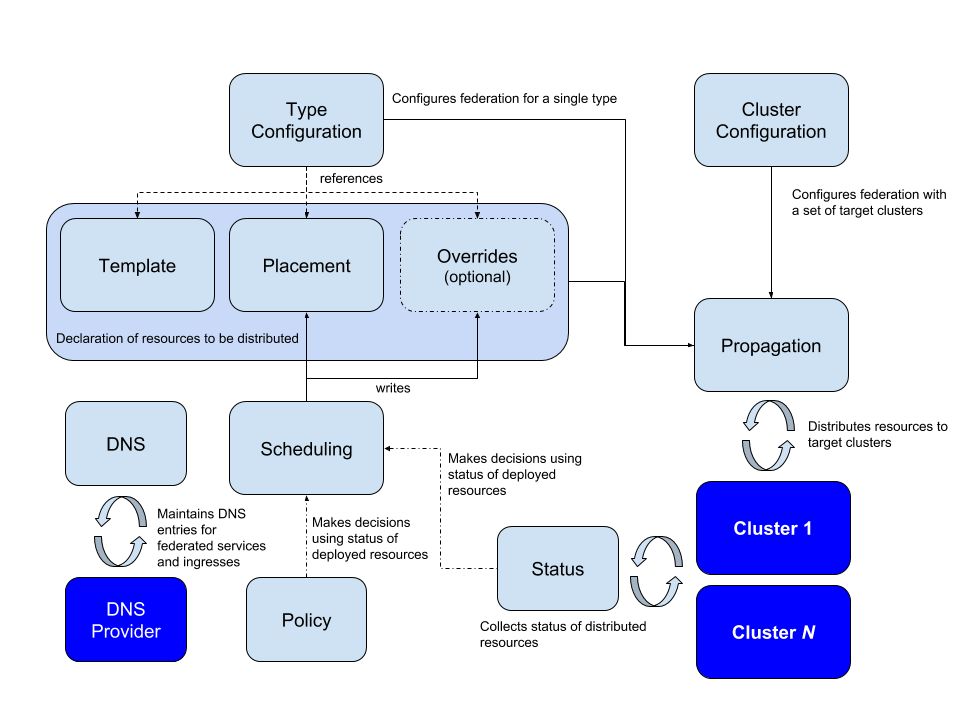 Type
Configuration
Configures federation for a single type
Cluster
Configuration
references
Configures federation with
a set of target clusters
Template
Placement
Overrides
(optional)
Declaration of resources to be distributed
Propagation
writes
DNS
Scheduling
Distributes resources to
target clusters
Makes decisions using
status of deployed
resources
Maintains DNS
entries for
federated services
and ingresses
Makes decisions
using status of
deployed resources
Cluster 1
Status
DNS
Provider
Policy
Collects status of distributed
resources
Cluster N